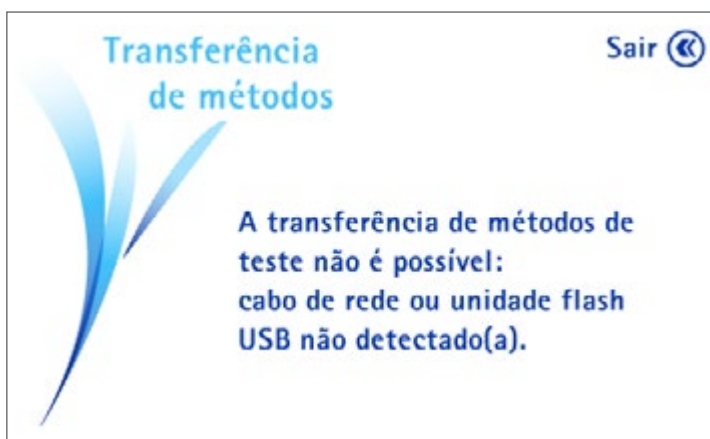 Transferência
de métodos
Sair
A transferência de métodos de
teste não é possível:
cabo de rede ou unidade flash
USB não detectado(a).